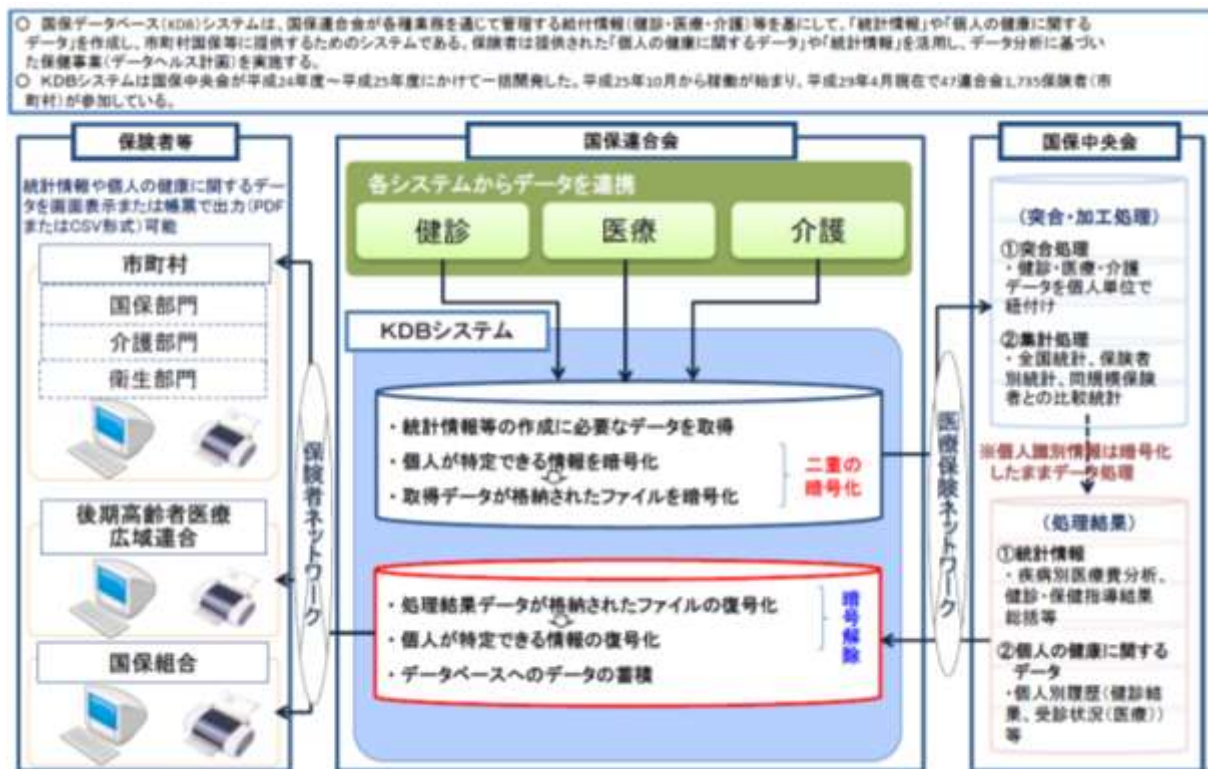 ○ 国保データベース(KDB)システムは、国保連合会が各種業務を通じて管理する給付情報(健診・医療・介護)等を基にして、「統計情報」や「個人の健康に関する
データ」を作成し、市町村国保等に提供するためのシステムである。保険者は提供された「個人の健康に関するデータ」や「統計情報」を活用し、データ分析に基づい
た保健事業(データヘルス計画)を実施する。
○ KDBシステムは国保中央会が平成24年度~平成25年度にかけて一括開発した。平成25年10月から稼働が始まり、平成29年4月現在で47連合会1,735保険者(市
町村)が参加している。
保険者等
統計情報や個人の健康に関するデー
タを画面表示または帳票で出力(PDF
またはCSV形式)可能
市町村
国保部門
介護部門
衛生部門
後期高齢者医療
広域連合
国保組合
保険者ネットワーク
国保連合会
各システムからデータを連携
健診
医療
介護
KDBシステム
・統計情報等の作成に必要なデータを取得
・個人が特定できる情報を暗号化
・取得データが格納されたファイルを暗号化
二重の
暗号化
・処理結果データが格納されたファイルの復号化
・個人が特定できる情報の復号化
・データベースへのデータの蓄積
暗号解除
医療保険ネットワーク
国保中央会
(突合・加工処理)
①突合処理
・健診・医療・介護
データを個人単位で
紐付け
②集計処理
・全国統計、保険者
別統計、同規模保険
者との比較統計
※個人識別情報は暗号化
したままデータ処理
(処理結果)
①統計情報
・疾病別医療費分析、
健診・保健指導結果
総括等
②個人の健康に関する
データ
・個人別履歴(健診結
果、受診状況(医療))
等